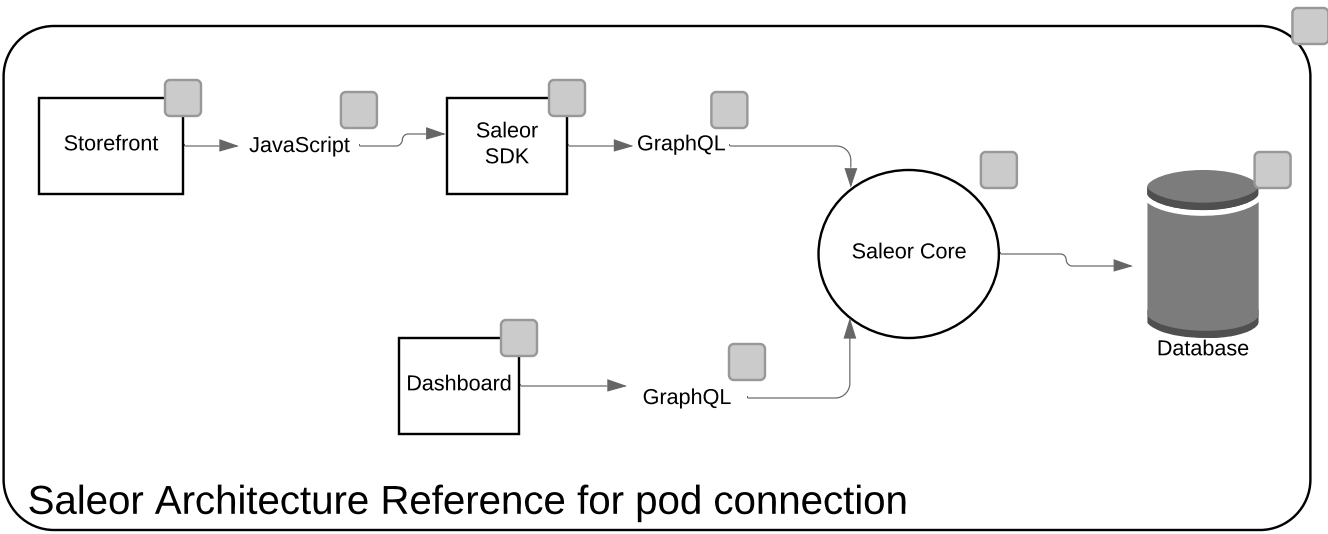 Storefront
JavaScript
Saleor
SDK
GraphQL
Saleor Core
Database
Dashboard
GraphQL
Saleor Architecture Reference for pod connection